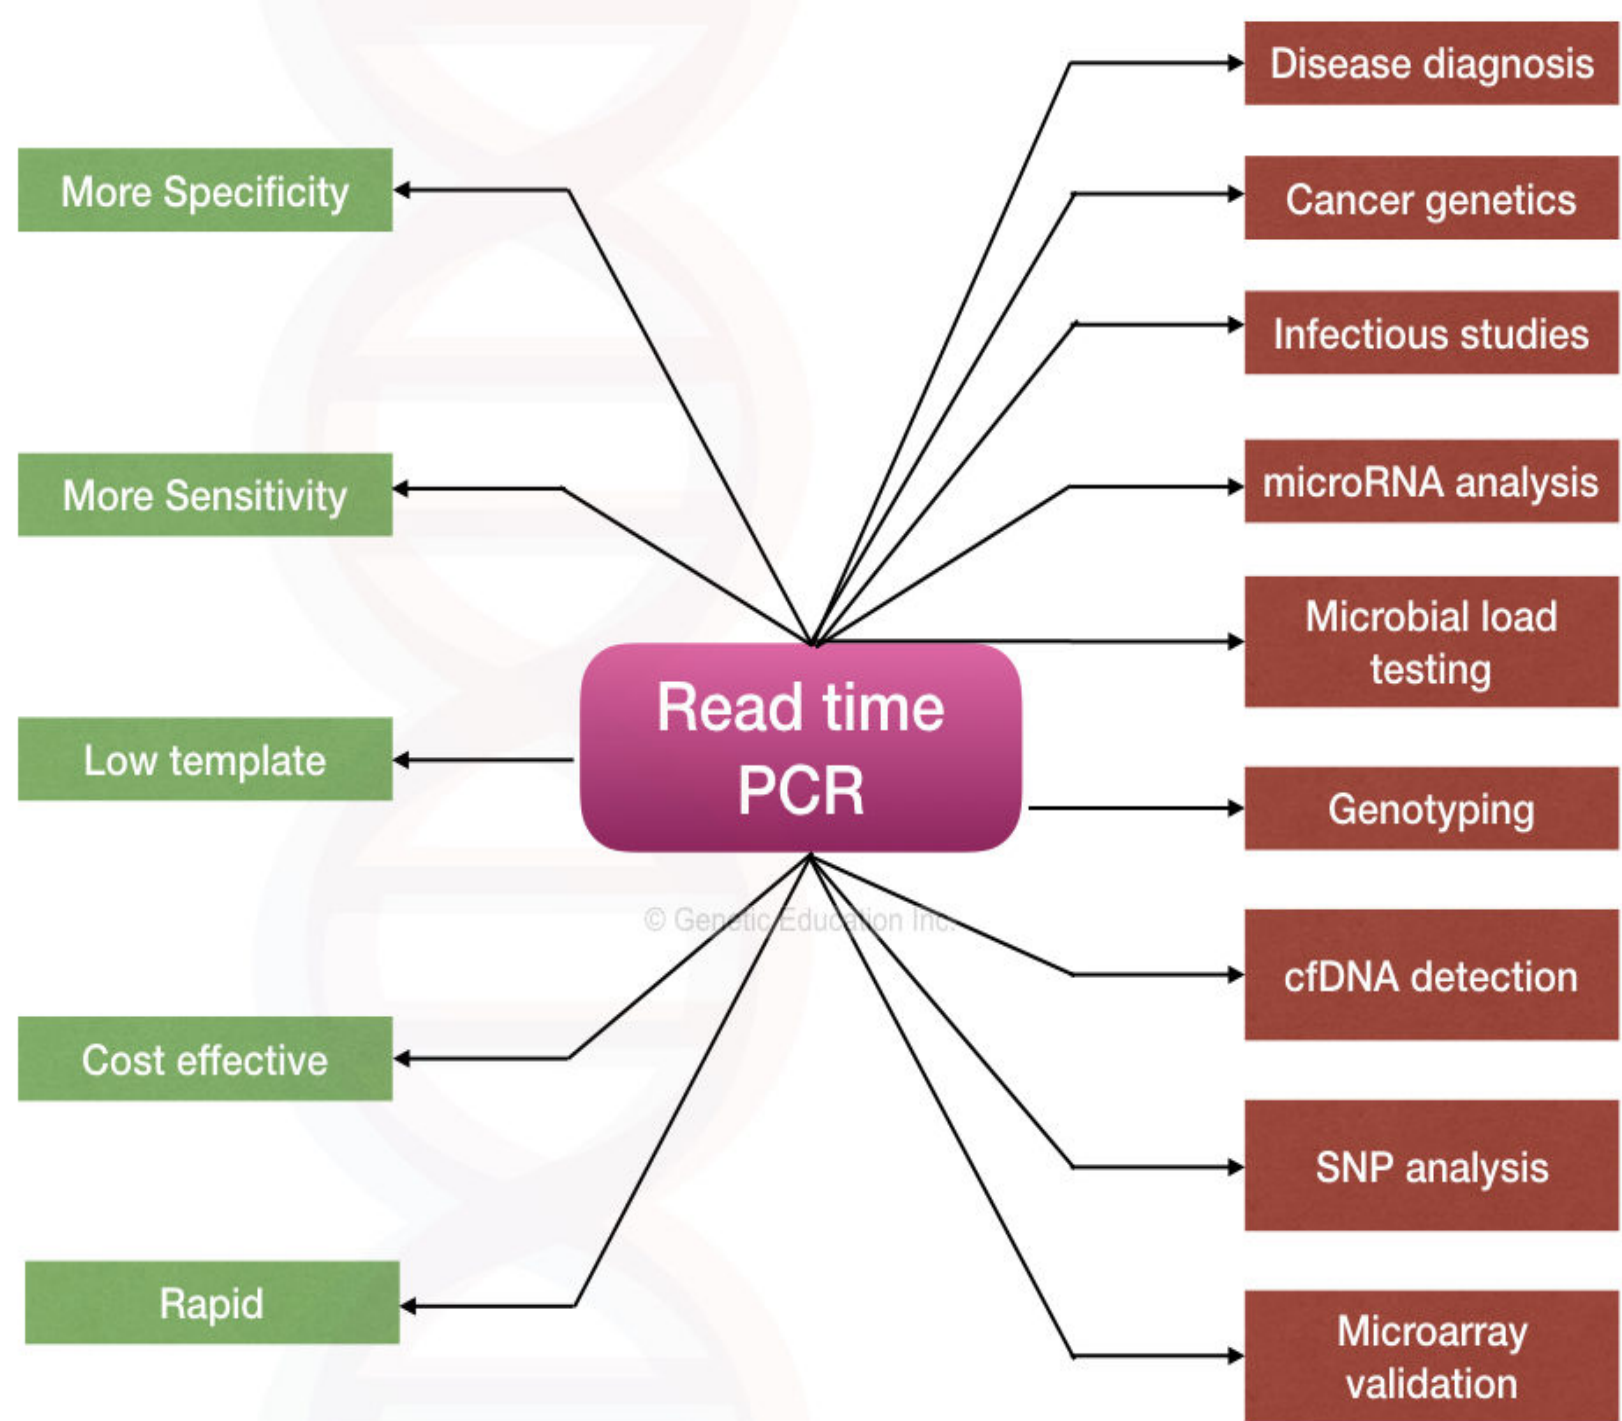 More Specificity
More Sensitivity
Low template
Cost effective
Rapid
Read time
PCR
© Genetic Education Inc.
Disease diagnosis
Cancer genetics
Infectious studies
microRNA analysis
Microbial load
testing
Genotyping
cfDNA detection
SNP analysis
Microarray
validation